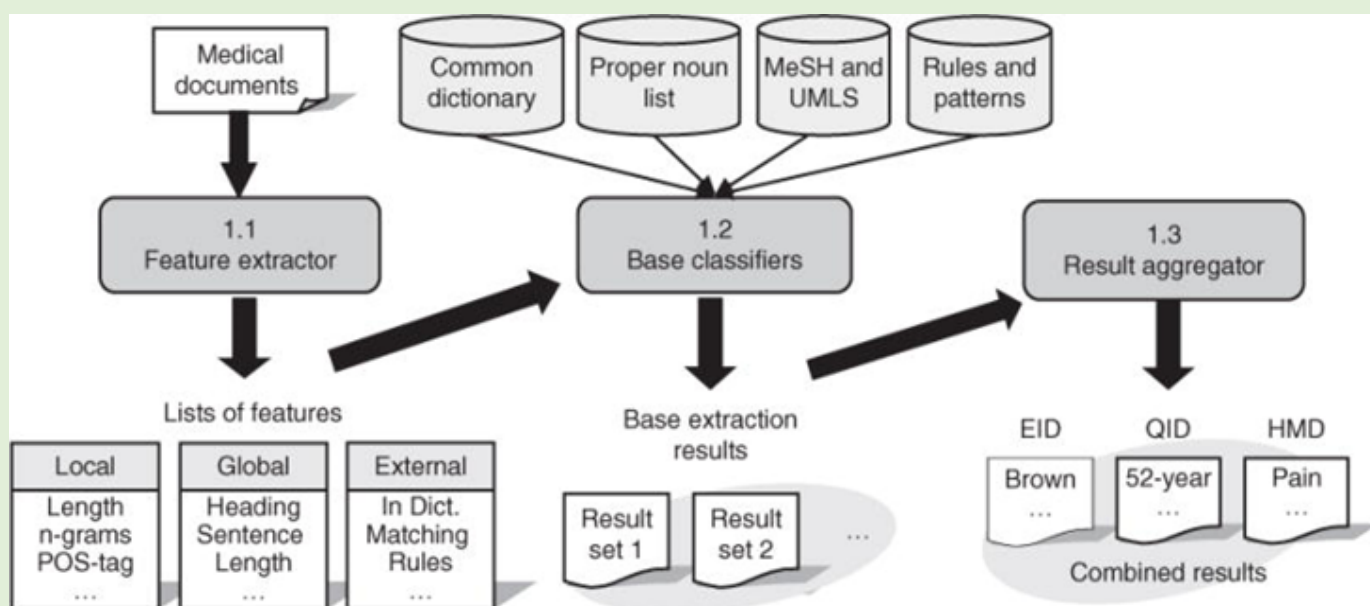 Medical
documents
Common
dictionary
Proper noun
list
MeSH and
UMLS
Rules and
patterns
1.1
Feature extractor
1.2
Base classifiers
1.3
Result aggregator
Lists of features
Local
Length
n-grams
POS-tag
...
Global
Heading
Sentence
Length
...
External
In Dict.
Matching
Rules
...
Base extraction
results
Result
set 1
Result
set 2
...
EID
Brown
...
QID
52-year
...
HMD
Pain
...
Combined results